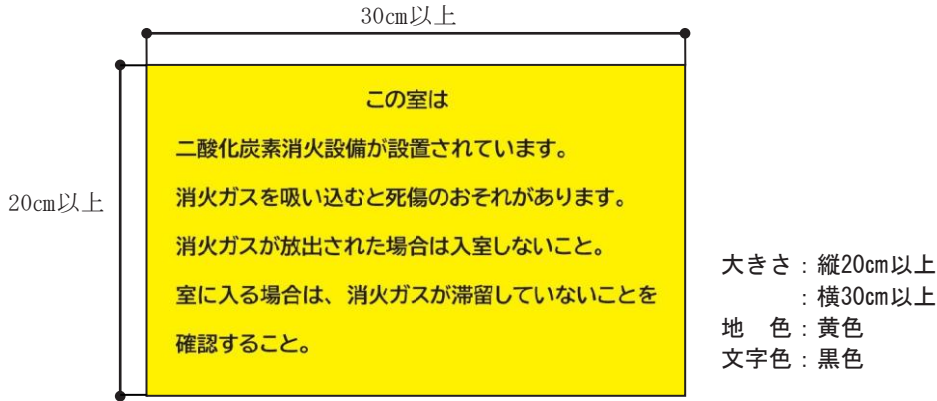 30cm以上
20cm以上
この室は
二酸化炭素消火設備が設置されています。
消火ガスを吸い込むと死傷のおそれがあります。
消火ガスが放出された場合は入室しないこと。
室に入る場合は、消火ガスが滞留していないことを
確認すること。
大きさ：縦20cm以上
：横30cm以上
地　色：黄色
文字色：黒色